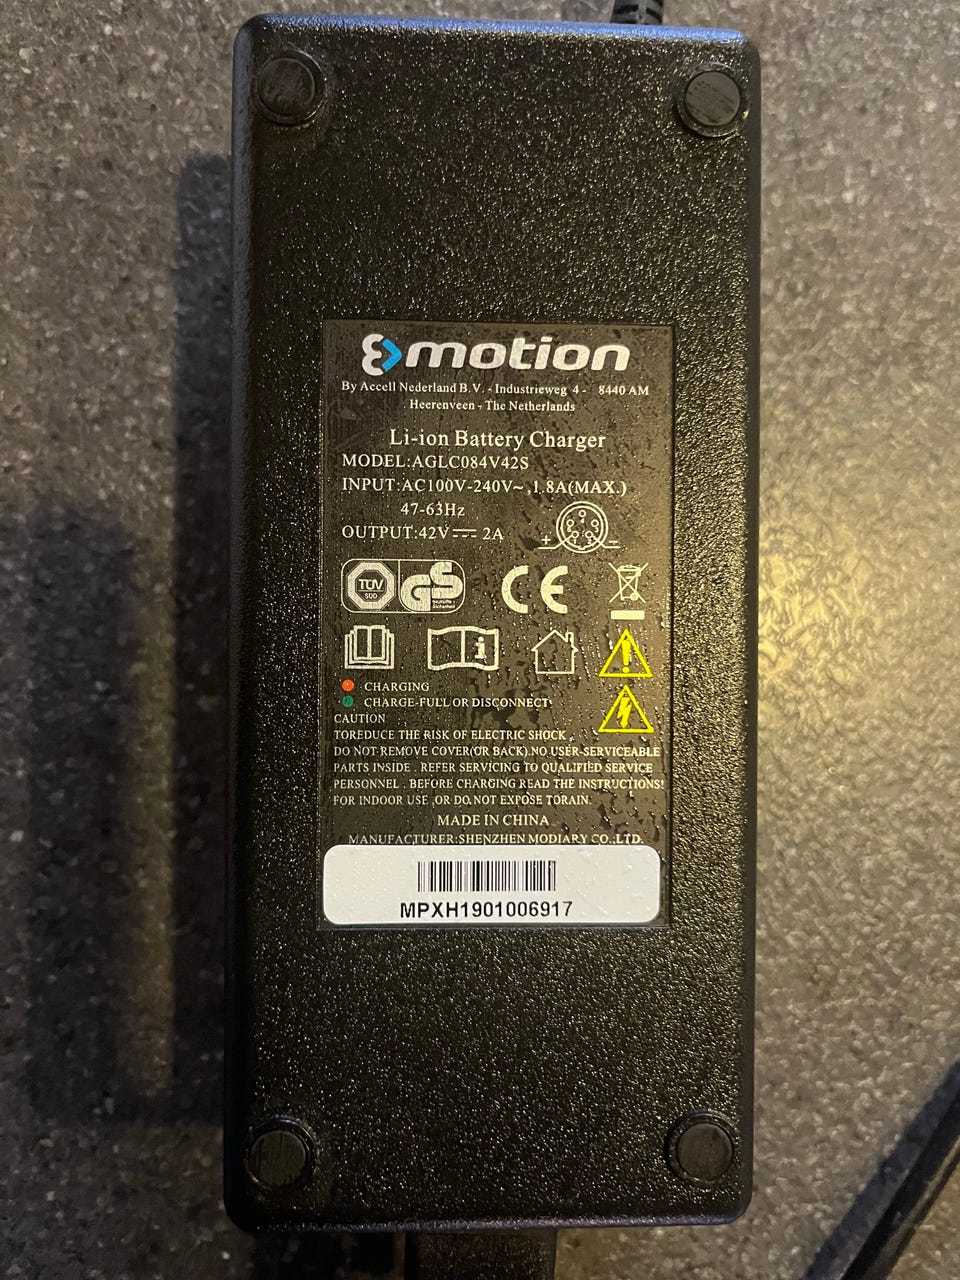 Emotion
By Accell Nederland B.V. - Industrieweg 4 - 8440 AM
Heerenveen - The Netherlands
Li-ion Battery Charger
MODEL:AGLC084V42S
INPUT:AC100V-240V~,1.8A(MAX.)
47-63Hz
OUTPUT:42V⎓ 2A
+ -
TÜV
SÜD
GS
geprüfte
Sicherheit
CE
i
CHARGING
CHARGE-FULL OR DISCONNECT
CAUTION
TOREDUCE THE RISK OF ELECTRIC SHOCK ,
DO NOT REMOVE COVER(OR BACK).NO USER-SERVICEABLE
PARTS INSIDE . REFER SERVICING TO QUALIFIED SERVICE
PERSONNEL . BEFORE CHARGING READ THE INSTRUCTIONS!
FOR INDOOR USE ,OR DO NOT EXPOSE TORAIN.
MADE IN CHINA
MANUFACTURER:SHENZHEN MODIARY CO.,LTD.
MPXH1901006917